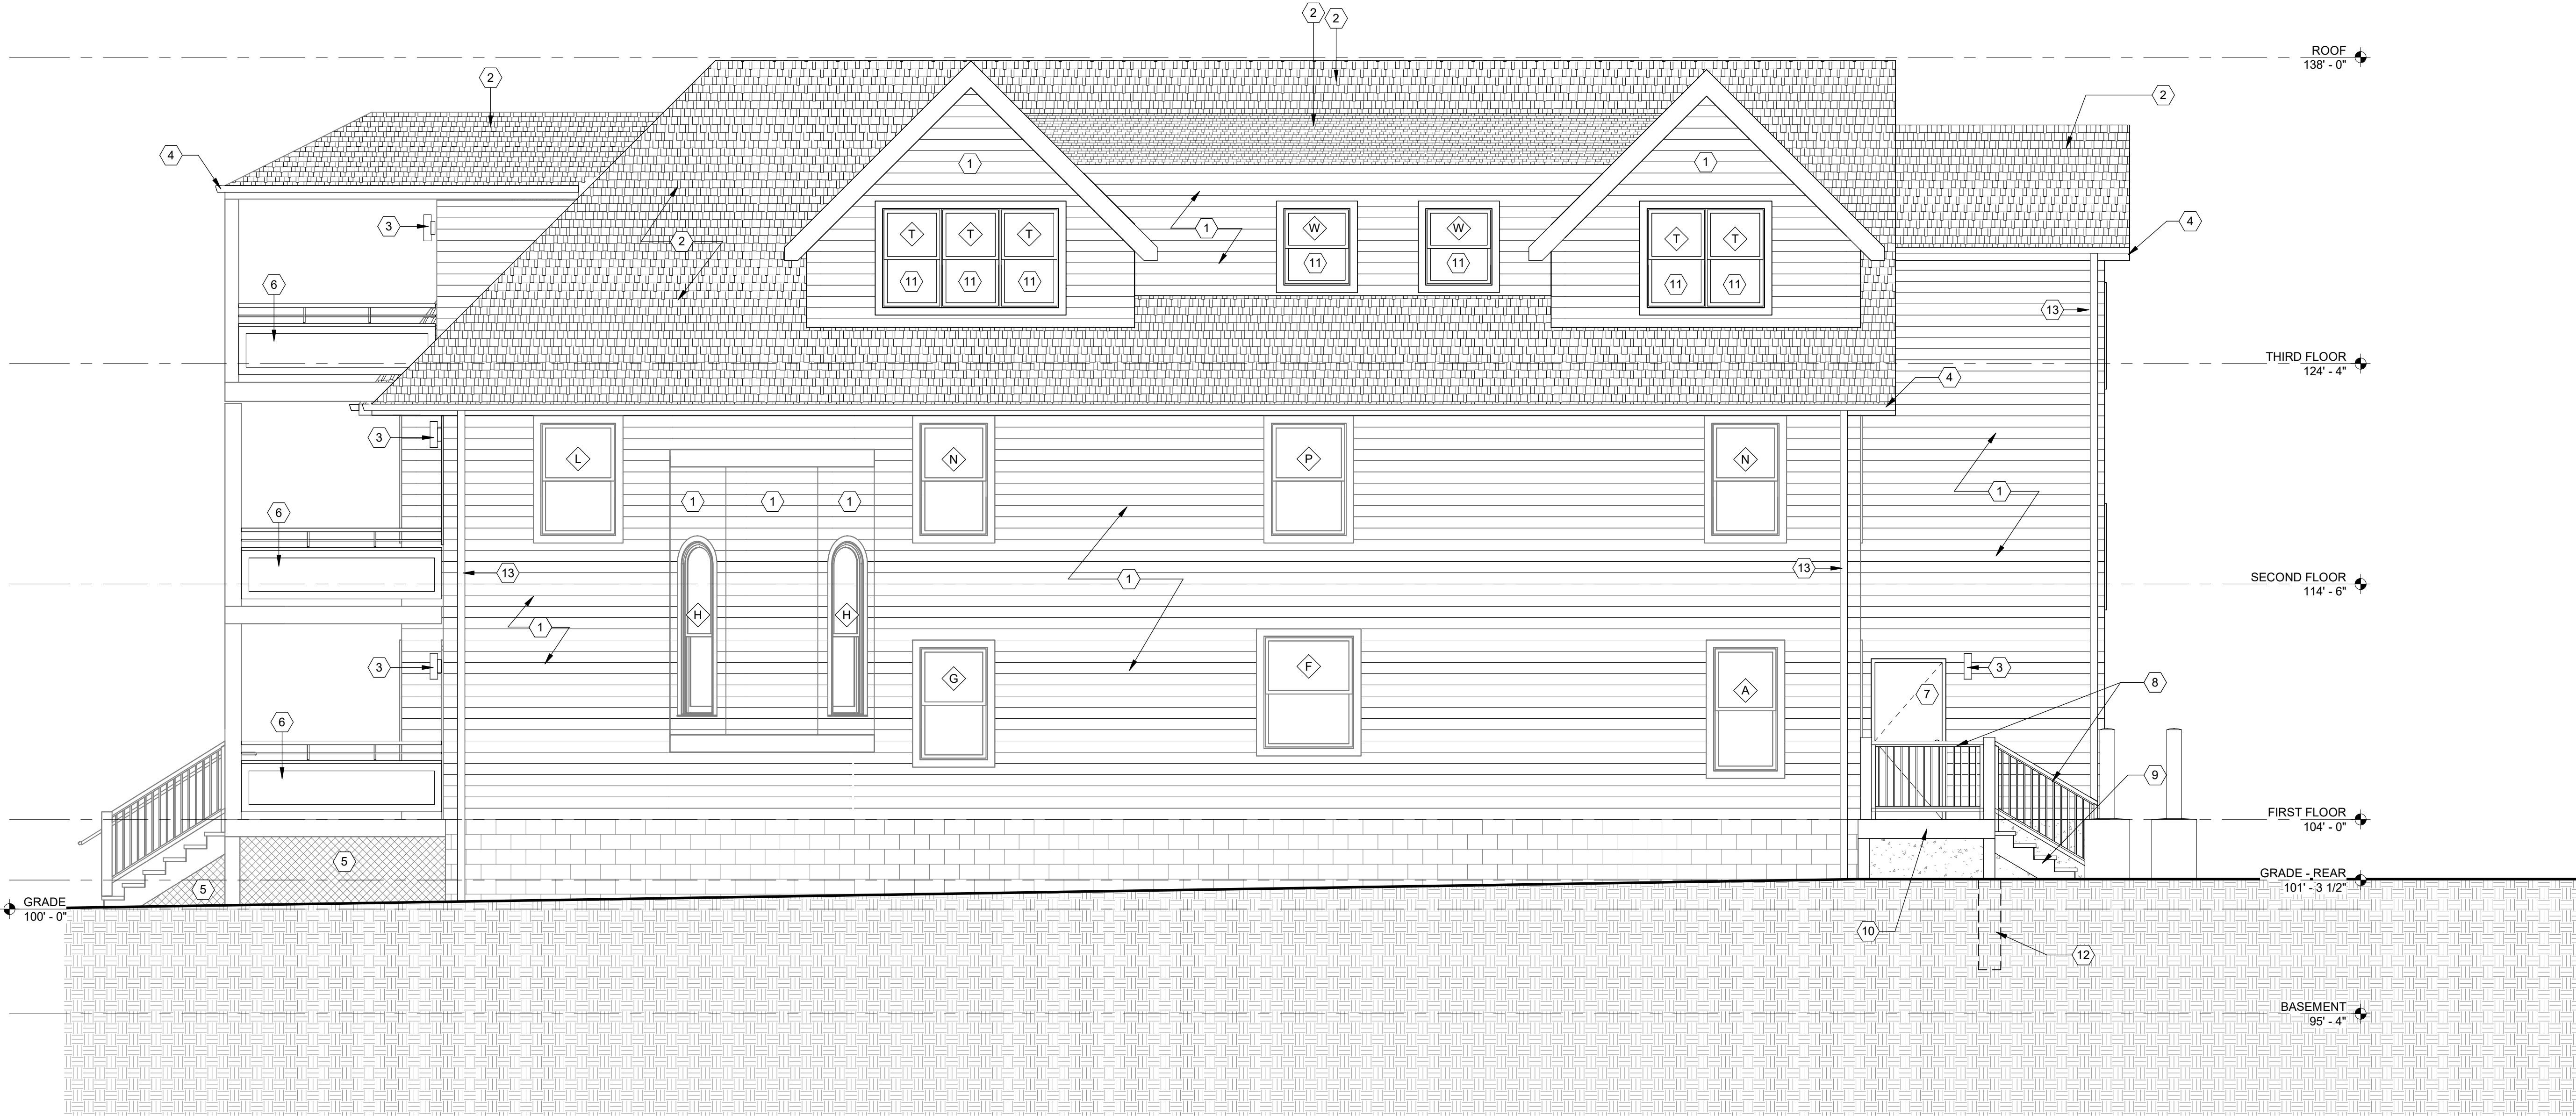 2 2
ROOF
138' - 0"
2
2
4
1
1
4
3
T T T
W
W
T T
1
2
11 11 11
11
11
11 11
6
13
THIRD FLOOR
124' - 4"
4
3
L
N
P
N
1
1
1
1
6
13
13
1
SECOND FLOOR
114' - 6"
H
H
1
3
G
F
A
3
8
7
6
9
FIRST FLOOR
104' - 0"
5
5
GRADE - REAR
101' - 3 1/2"
GRADE
100' - 0"
10
12
BASEMENT
95' - 4"